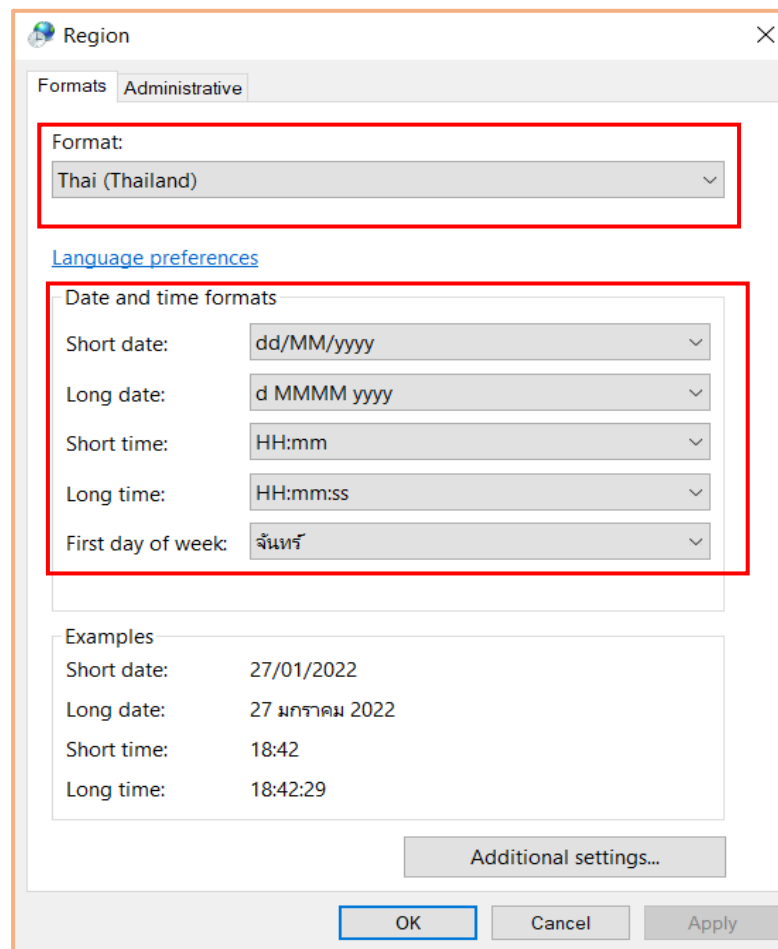 Region
Formats Administrative
Format:
Thai (Thailand)
Language preferences
Date and time formats
Short date: dd/MM/yyyy
Long date: d MMMM yyyy
Short time: HH:mm
Long time: HH:mm:ss
First day of week: จันทร์
Examples
Short date: 27/01/2022
Long date: 27 มกราคม 2022
Short time: 18:42
Long time: 18:42:29
Additional settings...
OK Cancel Apply